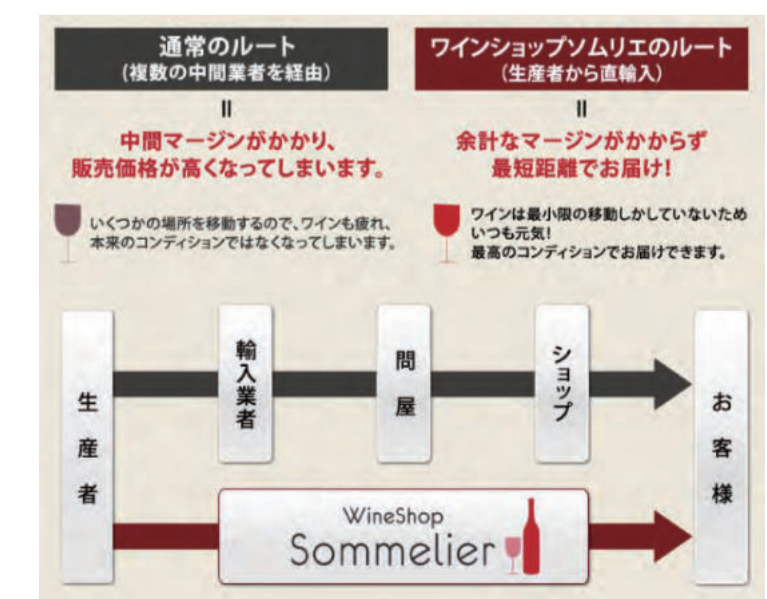 通常のルート
(複数の中間業者を経由)
=
中間マージンがかかり、
販売価格が高くなってしまいます。
いくつかの場所を移動するので、ワインも疲れ、
本来のコンディションではなくなってしまいます。
ワインショップソムリエのルート
(生産者から直輸入)
=
余計なマージンがかからず
最短距離でお届け!
ワインは最小限の移動しかしていないため
いつも元気!
最高のコンディションでお届けできます。
生産者
輸入業者
問屋
ショップ
お客様
WineShop
Sommelier